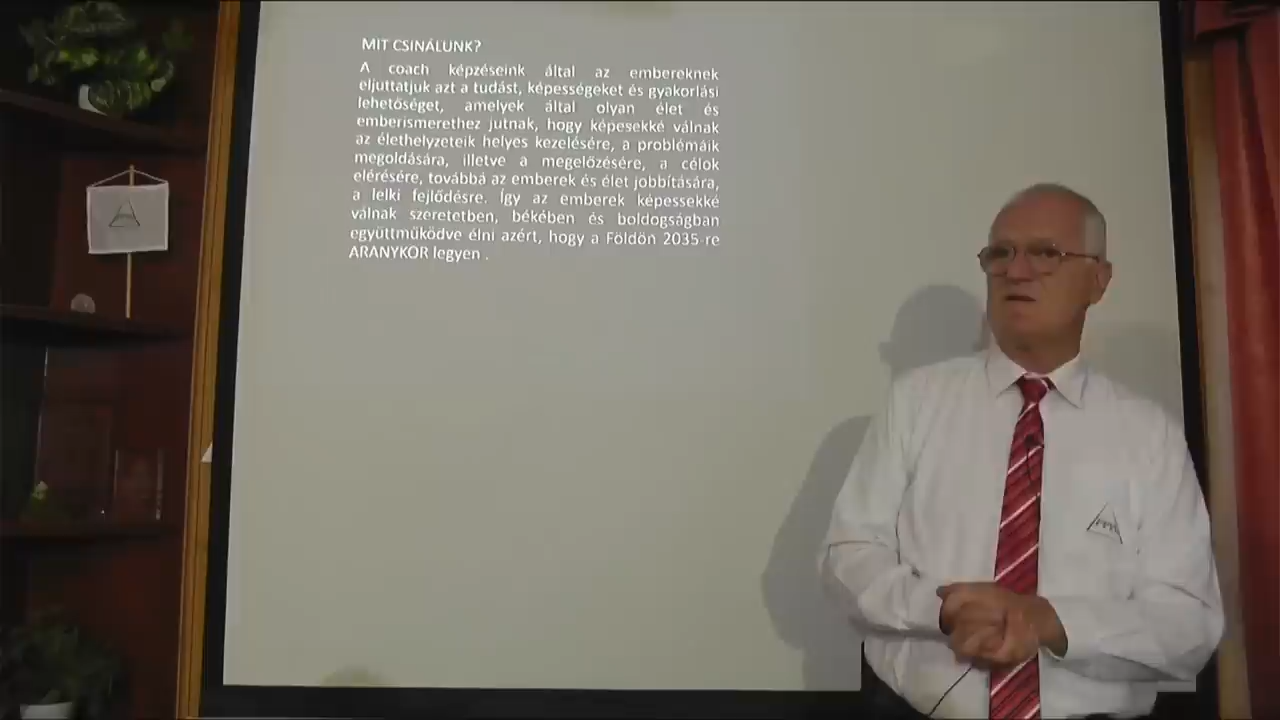 MIT CSINÁLUNK?
A coach képzéseink által az embereknek
eljuttatjuk azt a tudást, képességeket és gyakorlási
lehetőséget, amelyek által olyan élet és
emberismerethez jutnak, hogy képesekké válnak
az élethelyzeteik helyes kezelésére, a problémáik
megoldására, illetve a megelőzésére, a célok
elérésére, továbbá az emberek és élet jobbítására,
a lelki fejlődésre. Így az emberek képessekké
válnak szeretetben, békében és boldogságban
együttműködve élni azért, hogy a Földön 2035-re
ARANYKOR legyen .